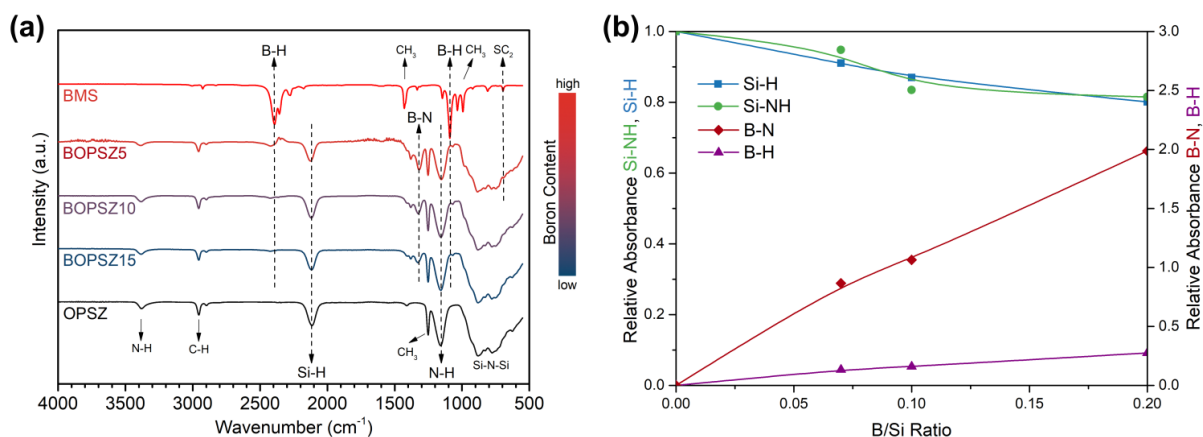 (a)
B-H
CH3
B-H
CH3
SC2
BMS
B-N
BOPSZ5
BOPSZ10
BOPSZ15
OPSZ
N-H
C-H
Si-H
CH3
N-H
Si-N-Si
Intensity (a.u.)
4000 3500 3000 2500 2000 1500 1000 500
Wavenumber (cm-1)
high
Boron Content
low
(b)
Relative Absorbance Si-NH, Si-H
1.0
0.8
0.6
0.4
0.2
0.0
Si-H
Si-NH
B-N
B-H
3.0
2.5
2.0
1.5
1.0
0.5
0.0
Relative Absorbance B-N, B-H
0.00 0.05 0.10 0.15 0.20
B/Si Ratio